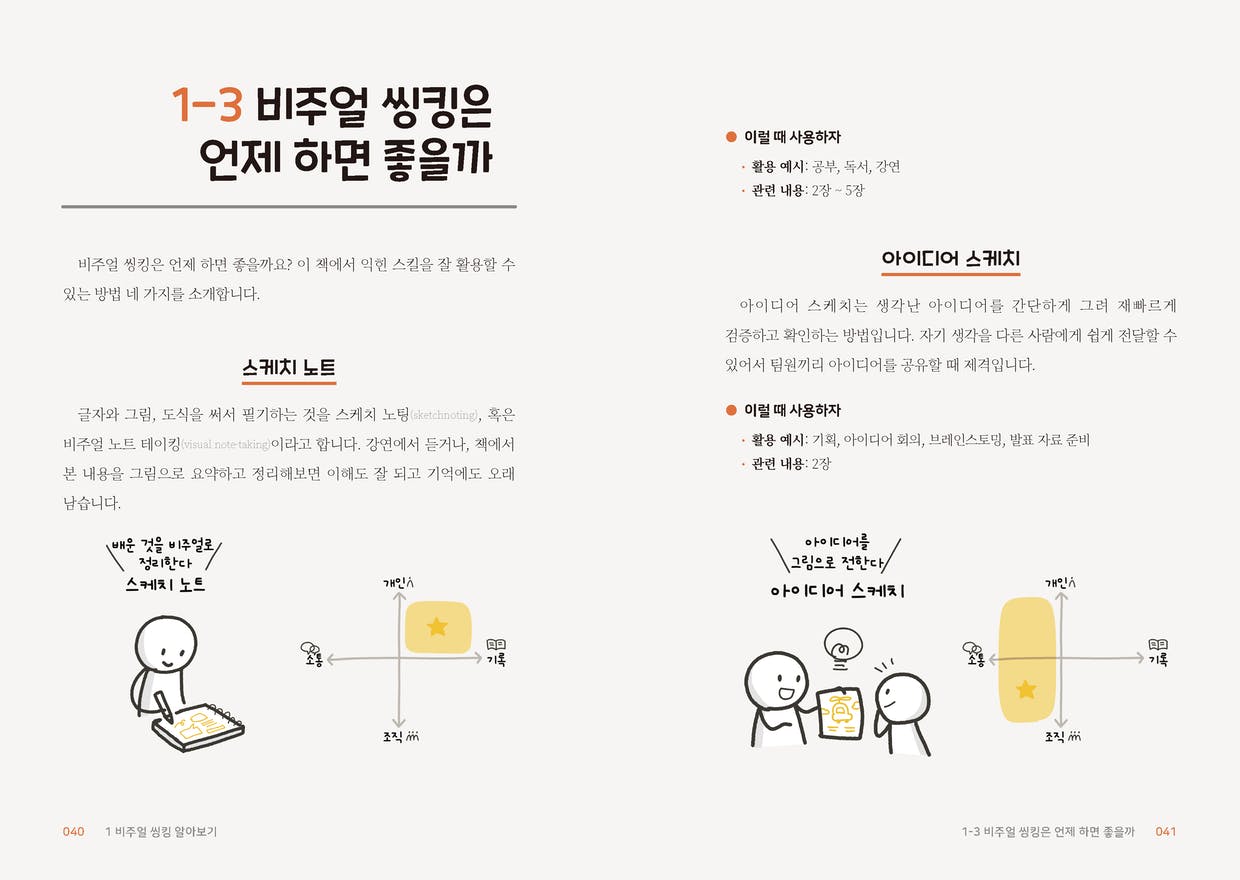 1-3 비주얼 씽킹은
언제 하면 좋을까
비주얼 씽킹은 언제 하면 좋을까요? 이 책에서 익힌 스킬을 잘 활용할 수
있는 방법 네 가지를 소개합니다.
스케치 노트
글자와 그림, 도식을 써서 필기하는 것을 스케치 노팅(sketchnoting), 혹은
비주얼 노트 테이킹(visual note-taking)이라고 합니다. 강연에서 듣거나, 책에서
본 내용을 그림으로 요약하고 정리해보면 이해도 잘 되고 기억에도 오래
남습니다.
배운 것을 비주얼로
정리한다
스케치 노트
개인
소통
기록
조직
040 1 비주얼 씽킹 알아보기
이럴 때 사용하자
· 활용 예시: 공부, 독서, 강연
· 관련 내용: 2장 ~ 5장
아이디어 스케치
아이디어 스케치는 생각난 아이디어를 간단하게 그려 재빠르게
검증하고 확인하는 방법입니다. 자기 생각을 다른 사람에게 쉽게 전달할 수
있어서 팀원끼리 아이디어를 공유할 때 제격입니다.
이럴 때 사용하자
· 활용 예시: 기획, 아이디어 회의, 브레인스토밍, 발표 자료 준비
· 관련 내용: 2장
아이디어를
그림으로 전한다
아이디어 스케치
개인
소통
기록
조직
1-3 비주얼 씽킹은 언제 하면 좋을까 041